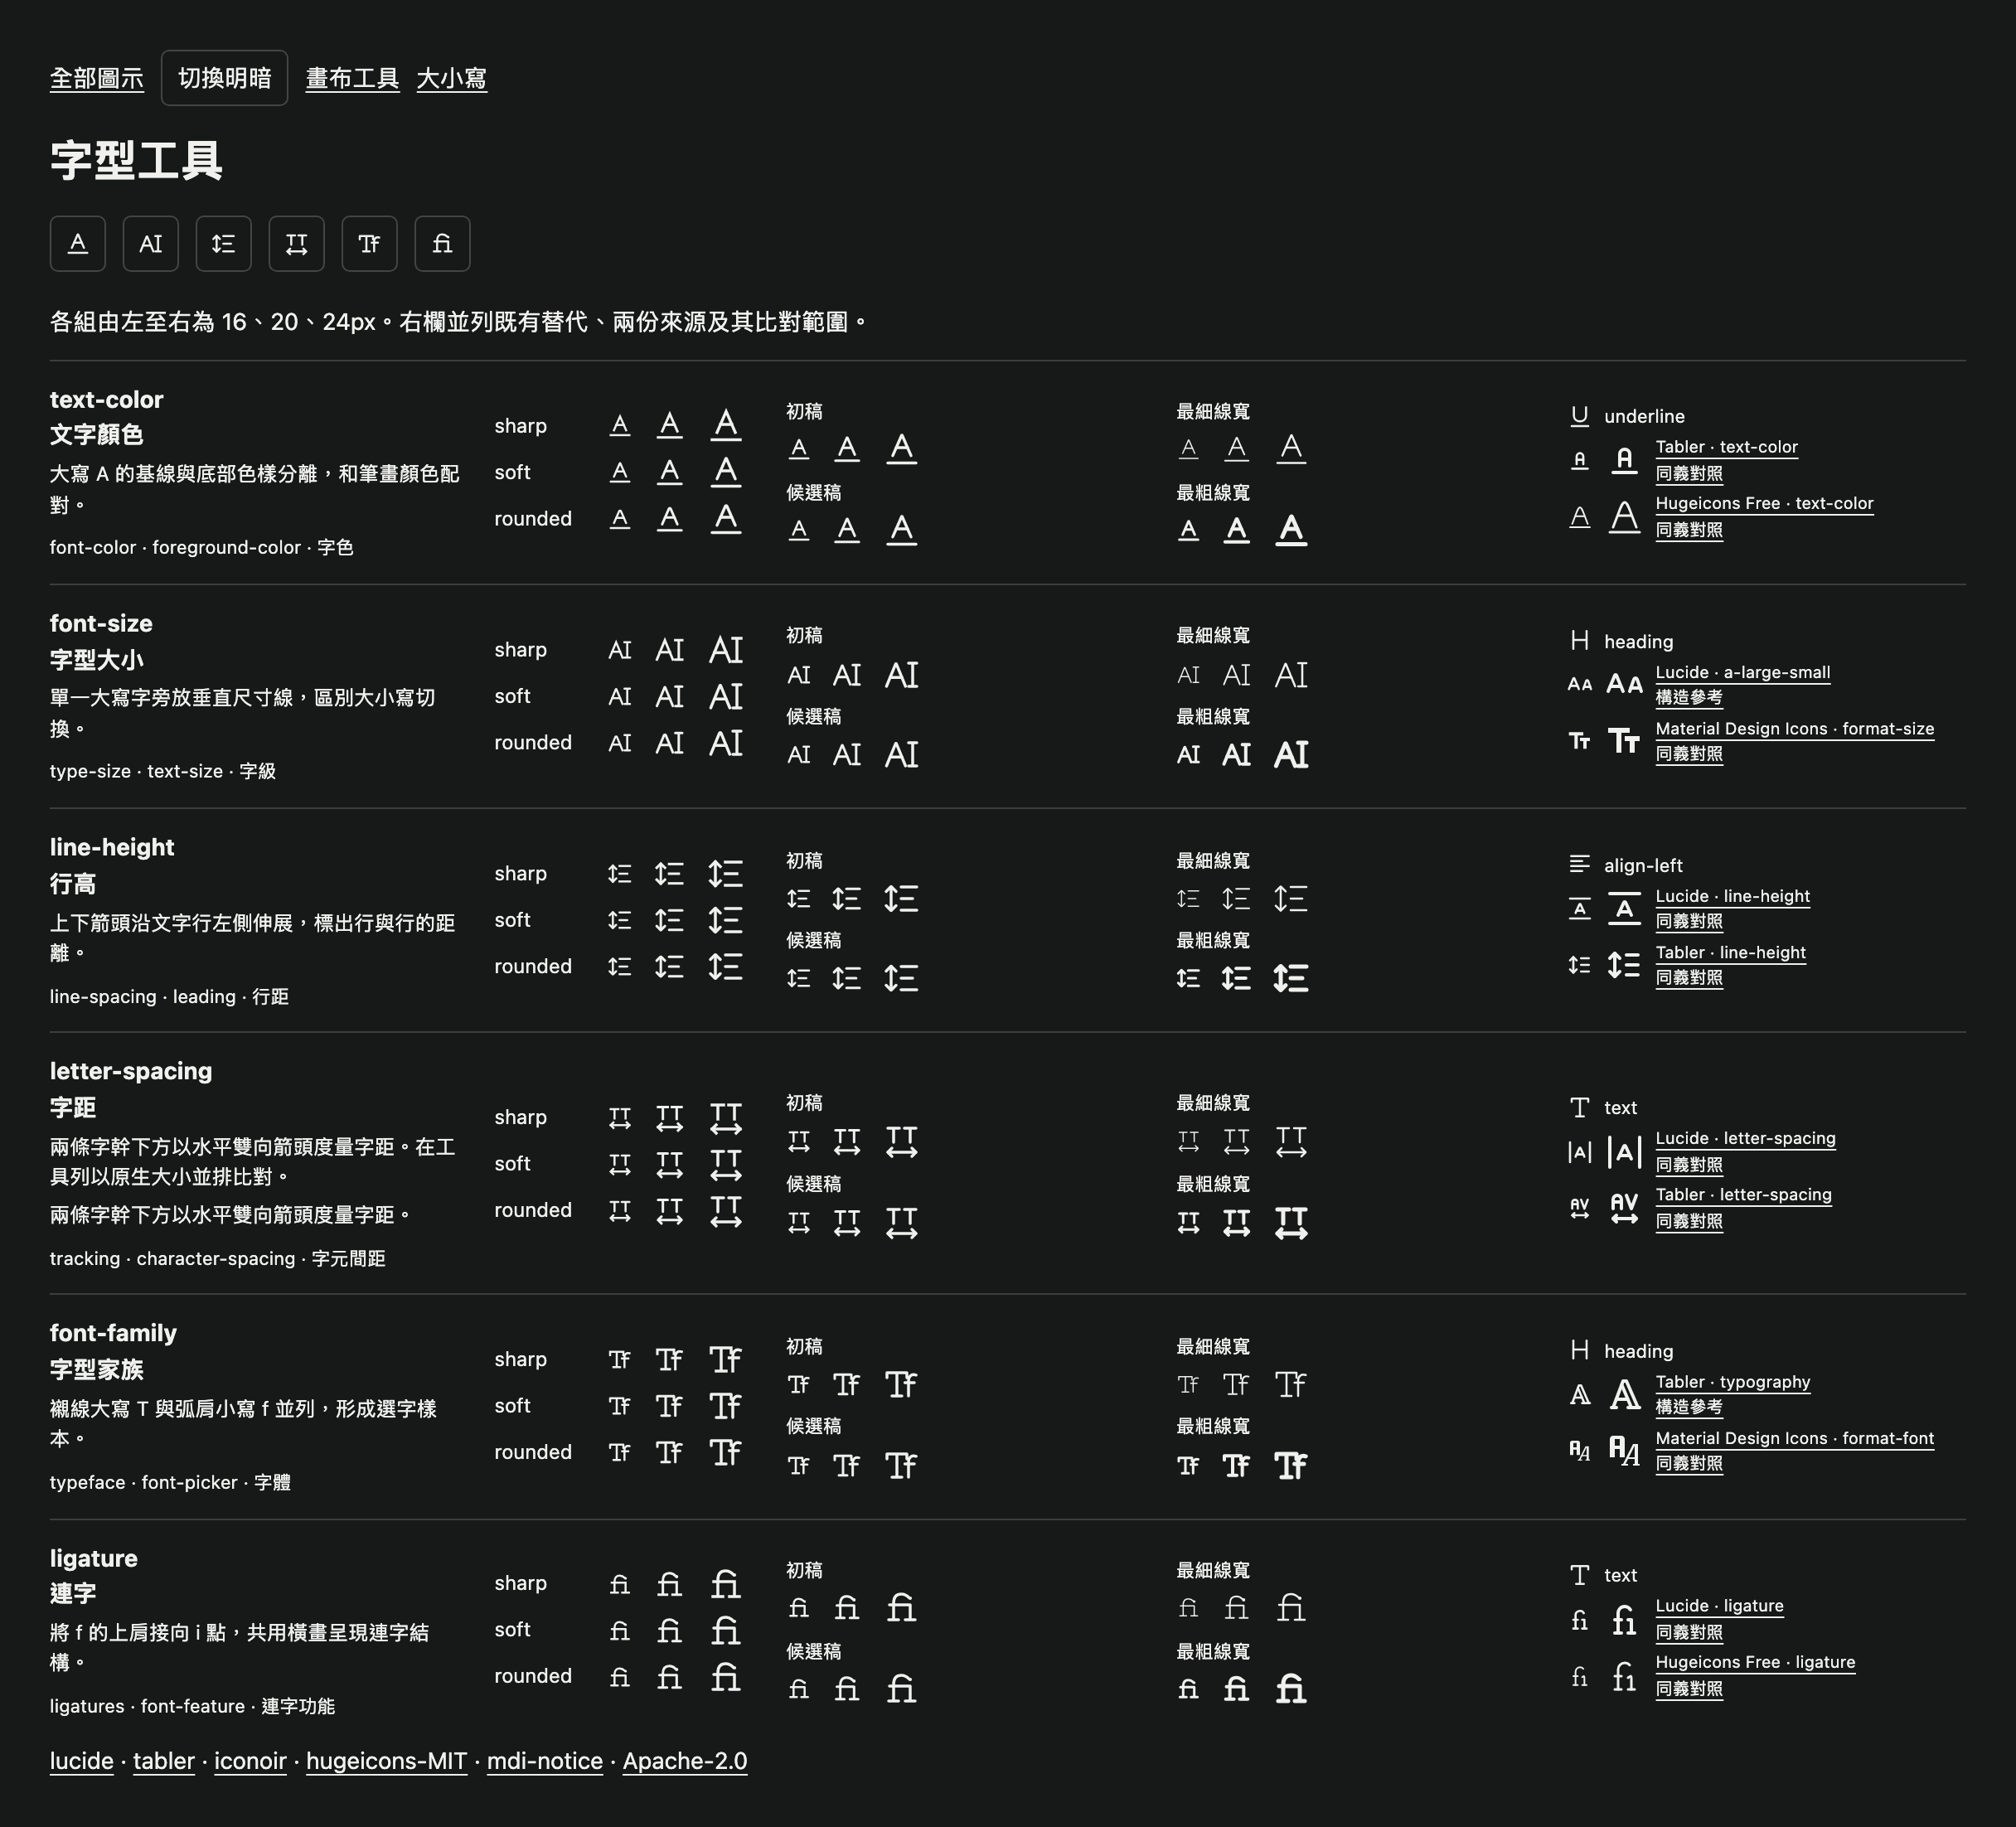 全部圖示 切換明暗 畫布工具 大小寫
字型工具
各組由左至右為 16、20、24px。右欄並列既有替代、兩份來源及其比對範圍。
text-color
文字顏色
大寫 A 的基線與底部色樣分離，和筆畫顏色配
對。
font-color · foreground-color · 字色
sharp
soft
rounded
初稿
候選稿
最細線寬
最粗線寬
underline
Tabler · text-color
同義對照
Hugeicons Free · text-color
同義對照
font-size
字型大小
單一大寫字旁放垂直尺寸線，區別大小寫切
換。
type-size · text-size · 字級
sharp
soft
rounded
初稿
候選稿
最細線寬
最粗線寬
heading
Lucide · a-large-small
構造參考
Material Design Icons · format-size
同義對照
line-height
行高
上下箭頭沿文字行左側伸展，標出行與行的距
離。
line-spacing · leading · 行距
sharp
soft
rounded
初稿
候選稿
最細線寬
最粗線寬
align-left
Lucide · line-height
同義對照
Tabler · line-height
同義對照
letter-spacing
字距
兩條字幹下方以水平雙向箭頭度量字距。在工
具列以原生大小並排比對。
兩條字幹下方以水平雙向箭頭度量字距。
tracking · character-spacing · 字元間距
sharp
soft
rounded
初稿
候選稿
最細線寬
最粗線寬
text
Lucide · letter-spacing
同義對照
Tabler · letter-spacing
同義對照
font-family
字型家族
襯線大寫 T 與弧肩小寫 f 並列，形成選字樣
本。
typeface · font-picker · 字體
sharp
soft
rounded
初稿
候選稿
最細線寬
最粗線寬
heading
Tabler · typography
構造參考
Material Design Icons · format-font
同義對照
ligature
連字
將 f 的上肩接向 i 點，共用橫畫呈現連字結
構。
ligatures · font-feature · 連字功能
sharp
soft
rounded
初稿
候選稿
最細線寬
最粗線寬
text
Lucide · ligature
同義對照
Hugeicons Free · ligature
同義對照
lucide · tabler · iconoir · hugeicons-MIT · mdi-notice · Apache-2.0